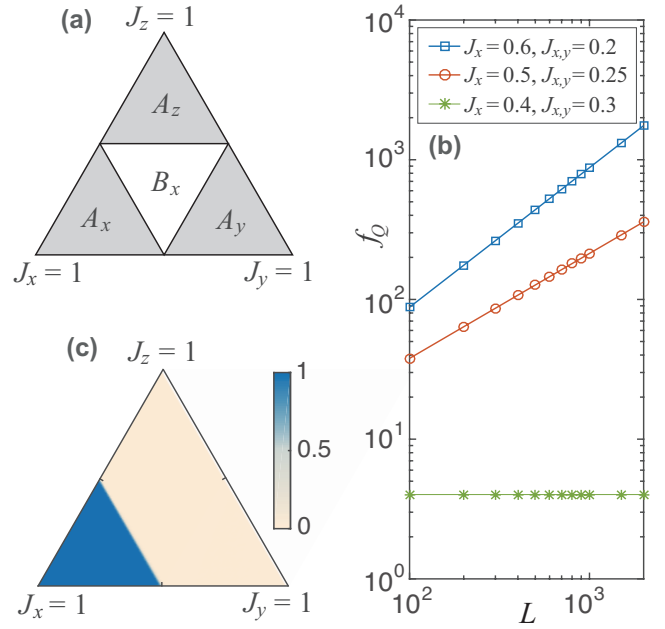 (a)
J_z = 1
A_z
B_x
A_x
A_y
J_x = 1
J_y = 1
(c)
J_z = 1
1
0.5
0
J_x = 1
J_y = 1
10^4
J_x = 0.6, J_{x,y} = 0.2
J_x = 0.5, J_{x,y} = 0.25
J_x = 0.4, J_{x,y} = 0.3
(b)
10^3
f_Q
10^2
10^1
10^0
10^2
L
10^3